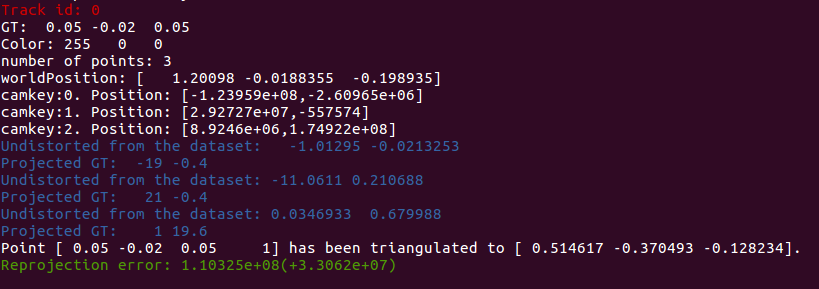 Track id: 0
GT:  0.05 -0.02  0.05
Color: 255   0   0
number of points: 3
worldPosition: [   1.20098 -0.0188355  -0.198935]
camkey:0. Position: [-1.23959e+08,-2.60965e+06]
camkey:1. Position: [2.92727e+07,-557574]
camkey:2. Position: [8.9246e+06,1.74922e+08]
Undistorted from the dataset:   -1.01295 -0.0213253
Projected GT:  -19 -0.4
Undistorted from the dataset: -11.0611 0.210688
Projected GT:   21 -0.4
Undistorted from the dataset: 0.0346933  0.679988
Projected GT:    1 19.6
Point [ 0.05 -0.02  0.05     1] has been triangulated to [ 0.514617 -0.370493 -0.128234].
Reprojection error: 1.10325e+08(+3.3062e+07)